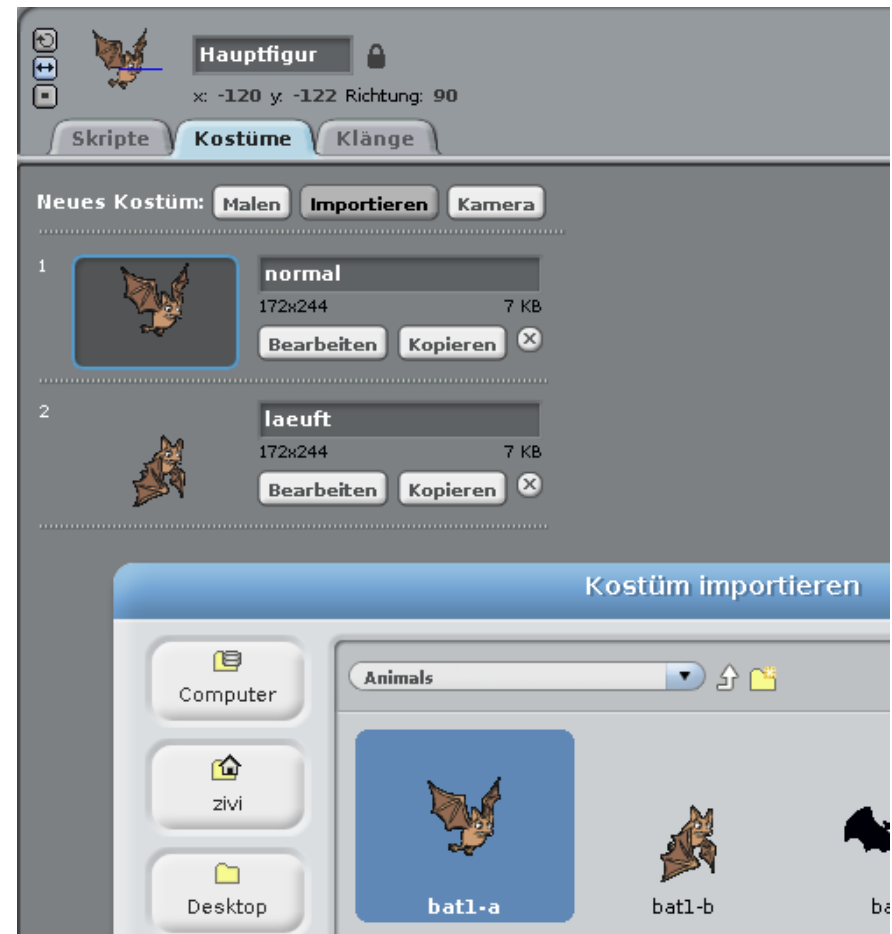 Hauptfigur
x: -120 y: -122 Richtung: 90
Skripte Kostüme Klänge
Neues Kostüm: Malen Importieren Kamera
1
normal
172x244 7 KB
Bearbeiten Kopieren
2
laeuft
172x244 7 KB
Bearbeiten Kopieren
Kostüm importieren
Computer
Animals
zivi
Desktop
bat1-a bat1-b ba